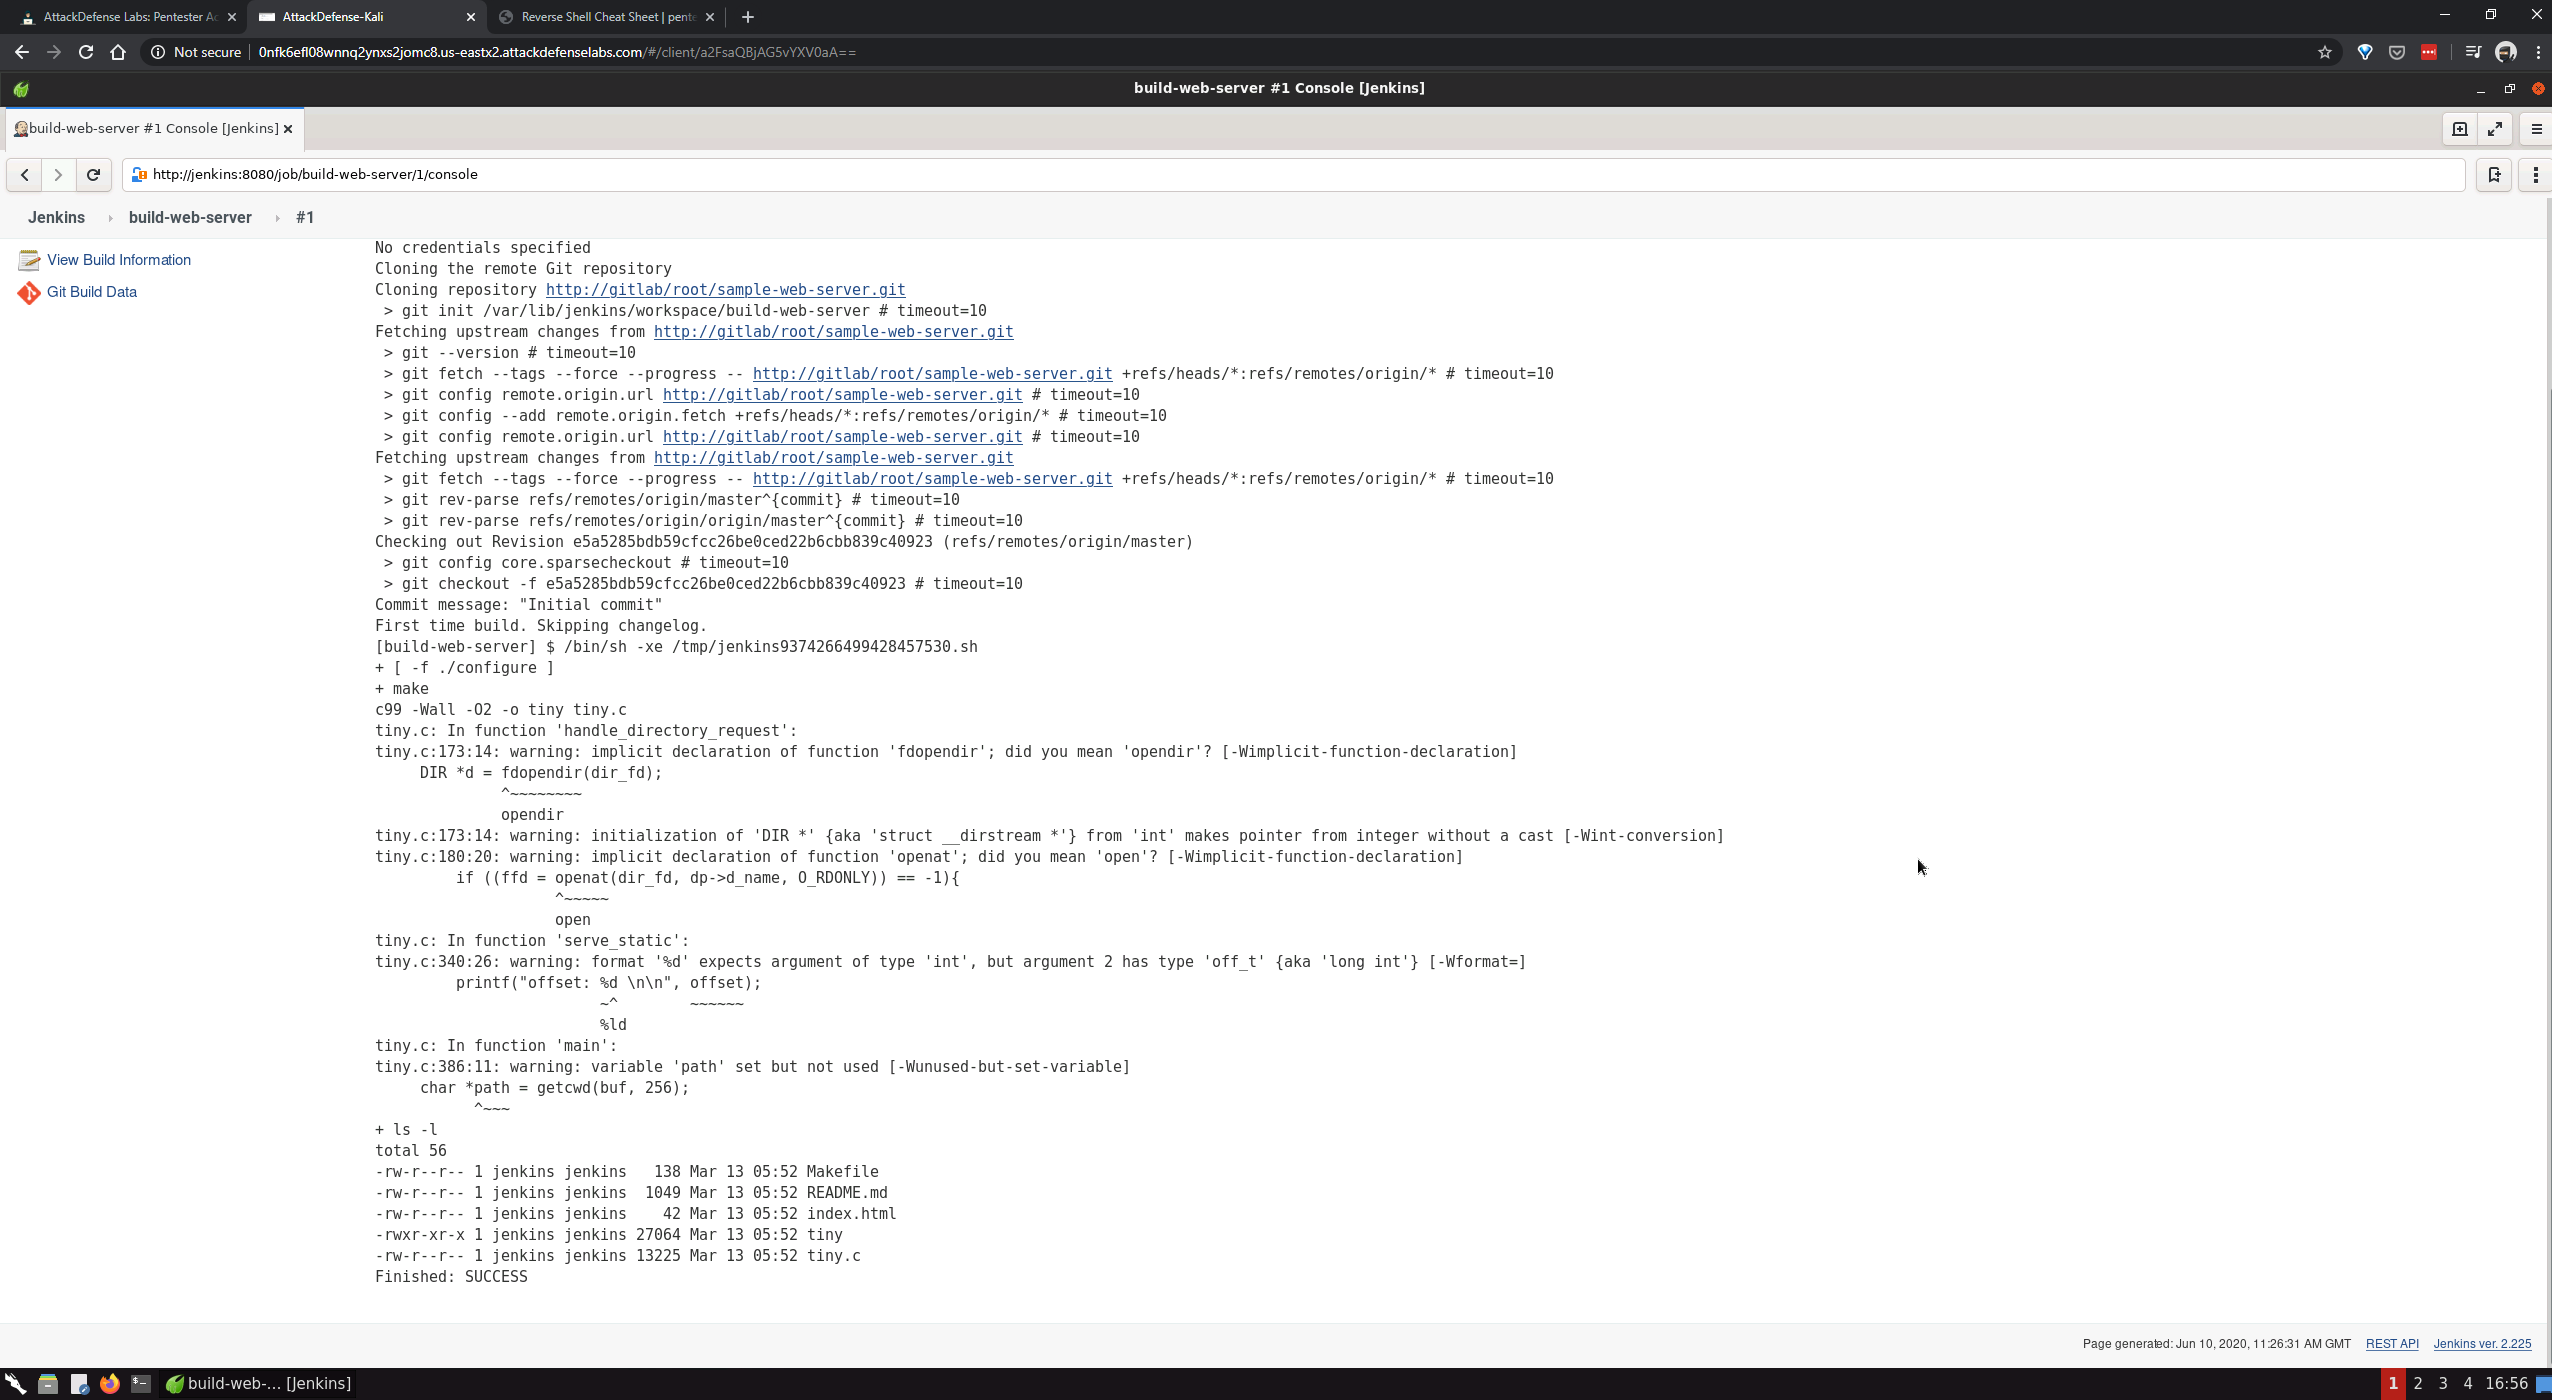 AttackDefense Labs: Pentester Ac
AttackDefense-Kali
Reverse Shell Cheat Sheet | pente
Not secure
0nfk6efl08wnnq2ynxs2jomc8.us-eastx2.attackdefenselabs.com/#/client/a2FsaQBjAG5vYXV0aA==
build-web-server #1 Console [Jenkins]
build-web-server #1 Console [Jenkins]
http://jenkins:8080/job/build-web-server/1/console
Jenkins
build-web-server
#1
View Build Information
Git Build Data
No credentials specified
Cloning the remote Git repository
Cloning repository http://gitlab/root/sample-web-server.git
 > git init /var/lib/jenkins/workspace/build-web-server # timeout=10
Fetching upstream changes from http://gitlab/root/sample-web-server.git
 > git --version # timeout=10
 > git fetch --tags --force --progress -- http://gitlab/root/sample-web-server.git +refs/heads/*:refs/remotes/origin/* # timeout=10
 > git config remote.origin.url http://gitlab/root/sample-web-server.git # timeout=10
 > git config --add remote.origin.fetch +refs/heads/*:refs/remotes/origin/* # timeout=10
 > git config remote.origin.url http://gitlab/root/sample-web-server.git # timeout=10
Fetching upstream changes from http://gitlab/root/sample-web-server.git
 > git fetch --tags --force --progress -- http://gitlab/root/sample-web-server.git +refs/heads/*:refs/remotes/origin/* # timeout=10
 > git rev-parse refs/remotes/origin/master^{commit} # timeout=10
 > git rev-parse refs/remotes/origin/origin/master^{commit} # timeout=10
Checking out Revision e5a5285bdb59cfcc26be0ced22b6cbb839c40923 (refs/remotes/origin/master)
 > git config core.sparsecheckout # timeout=10
 > git checkout -f e5a5285bdb59cfcc26be0ced22b6cbb839c40923 # timeout=10
Commit message: "Initial commit"
First time build. Skipping changelog.
[build-web-server] $ /bin/sh -xe /tmp/jenkins9374266499428457530.sh
+ [ -f ./configure ]
+ make
c99 -Wall -O2 -o tiny tiny.c
tiny.c: In function 'handle_directory_request':
tiny.c:173:14: warning: implicit declaration of function 'fdopendir'; did you mean 'opendir'? [-Wimplicit-function-declaration]
     DIR *d = fdopendir(dir_fd);
              ^~~~~~~~~
              opendir
tiny.c:173:14: warning: initialization of 'DIR *' {aka 'struct __dirstream *'} from 'int' makes pointer from integer without a cast [-Wint-conversion]
tiny.c:180:20: warning: implicit declaration of function 'openat'; did you mean 'open'? [-Wimplicit-function-declaration]
         if ((ffd = openat(dir_fd, dp->d_name, O_RDONLY)) == -1){
                    ^~~~~~
                    open
tiny.c: In function 'serve_static':
tiny.c:340:26: warning: format '%d' expects argument of type 'int', but argument 2 has type 'off_t' {aka 'long int'} [-Wformat=]
         printf("offset: %d \n\n", offset);
                         ~^        ~~~~~~
                         %ld
tiny.c: In function 'main':
tiny.c:386:11: warning: variable 'path' set but not used [-Wunused-but-set-variable]
     char *path = getcwd(buf, 256);
           ^~~~
+ ls -l
total 56
-rw-r--r-- 1 jenkins jenkins   138 Mar 13 05:52 Makefile
-rw-r--r-- 1 jenkins jenkins  1049 Mar 13 05:52 README.md
-rw-r--r-- 1 jenkins jenkins    42 Mar 13 05:52 index.html
-rwxr-xr-x 1 jenkins jenkins 27064 Mar 13 05:52 tiny
-rw-r--r-- 1 jenkins jenkins 13225 Mar 13 05:52 tiny.c
Finished: SUCCESS
Page generated: Jun 10, 2020, 11:26:31 AM GMT REST API Jenkins ver. 2.225
build-web-... [Jenkins]
1 2 3 4 16:56